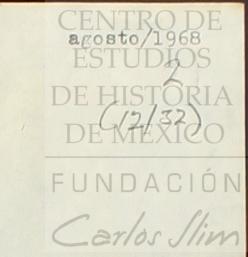 CENTRO DE
agosto/1968
ESTUDIOS
2
DE HISTORIA
(12/32)
DE MÉXICO
FUNDACIÓN
Carlos Slim